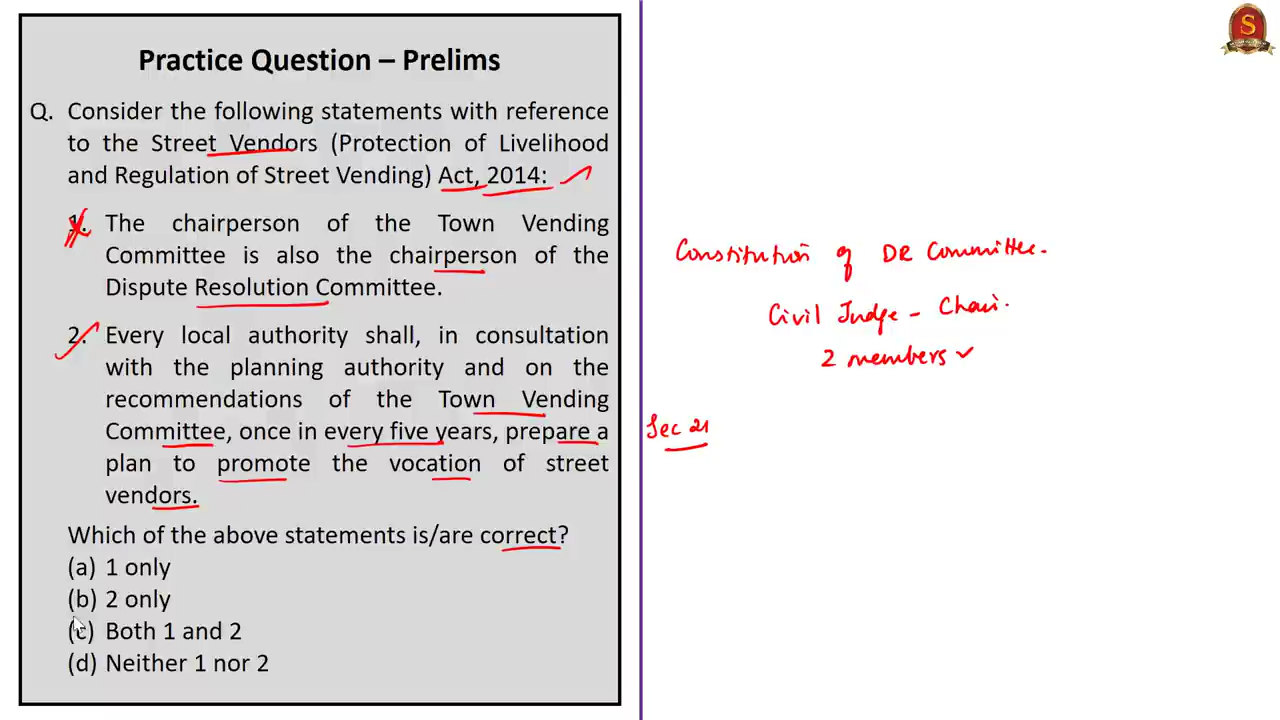 Practice Question – Prelims
Q. Consider the following statements with reference
to the Street Vendors (Protection of Livelihood
and Regulation of Street Vending) Act, 2014:
1. The chairperson of the Town Vending
Committee is also the chairperson of the
Dispute Resolution Committee.
2. Every local authority shall, in consultation
with the planning authority and on the
recommendations of the Town Vending
Committee, once in every five years, prepare a
plan to promote the vocation of street
vendors.
Which of the above statements is/are correct?
(a) 1 only
(b) 2 only
(c) Both 1 and 2
(d) Neither 1 nor 2
Constitution of DR Committee.
Civil Judge - Chair.
2 members ✓
Sec 21
S